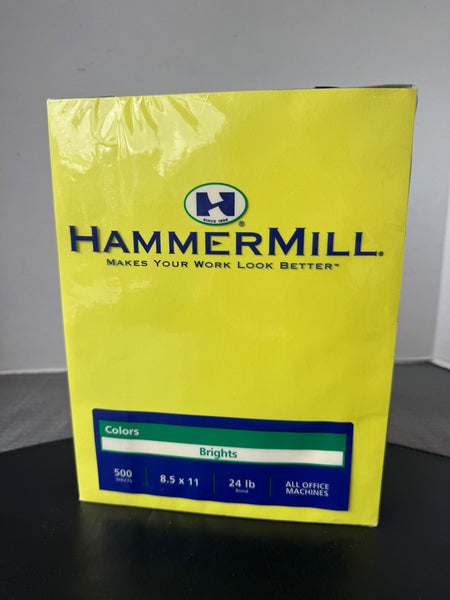 H
SINCE 1898
®
HAMMERMILL®
MAKES YOUR WORK LOOK BETTER™
Colors
Brights
500 SHEETS
8.5 x 11
24 lb Bond
ALL OFFICE MACHINES